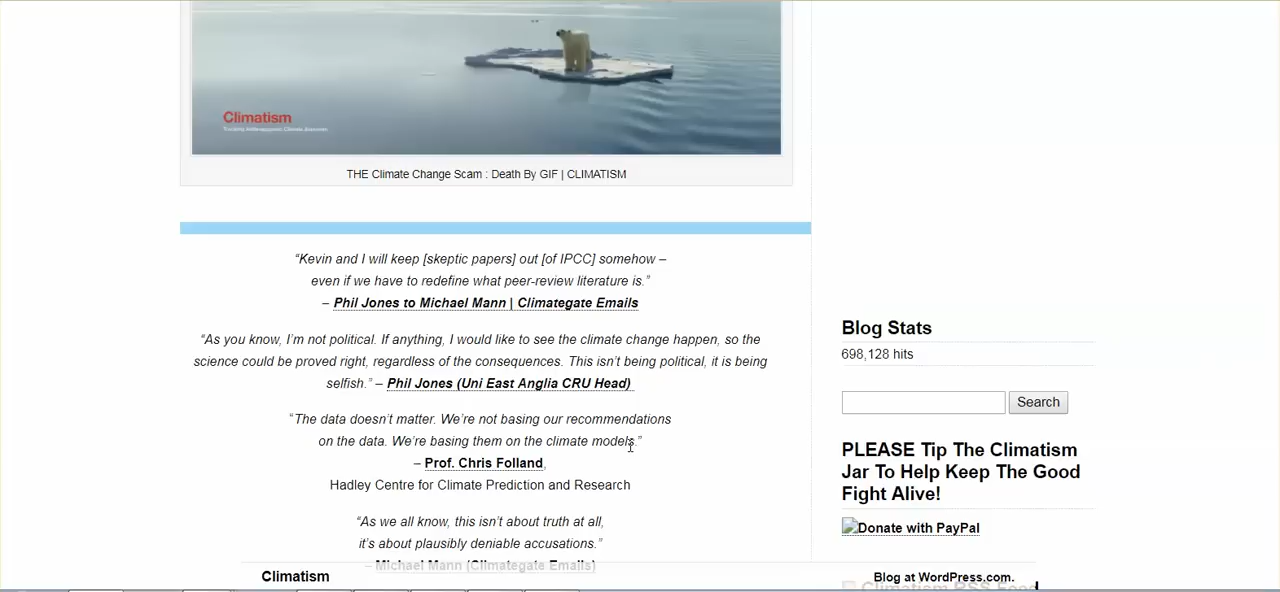 Climatism
THE Climate Change Scam : Death By GIF | CLIMATISM
“Kevin and I will keep [skeptic papers] out [of IPCC] somehow –
even if we have to redefine what peer-review literature is.”
– Phil Jones to Michael Mann | Climategate Emails
“As you know, I’m not political. If anything, I would like to see the climate change happen, so the
science could be proved right, regardless of the consequences. This isn’t being political, it is being
selfish.” – Phil Jones (Uni East Anglia CRU Head)
“The data doesn’t matter. We’re not basing our recommendations
on the data. We’re basing them on the climate models.”
– Prof. Chris Folland,
Hadley Centre for Climate Prediction and Research
“As we all know, this isn’t about truth at all,
it’s about plausibly deniable accusations.”
– Michael Mann (Climategate Emails)
Climatism
Blog Stats
698,128 hits
Search
PLEASE Tip The Climatism
Jar To Help Keep The Good
Fight Alive!
Donate with PayPal
Blog at WordPress.com.
Climatism RSS Feed